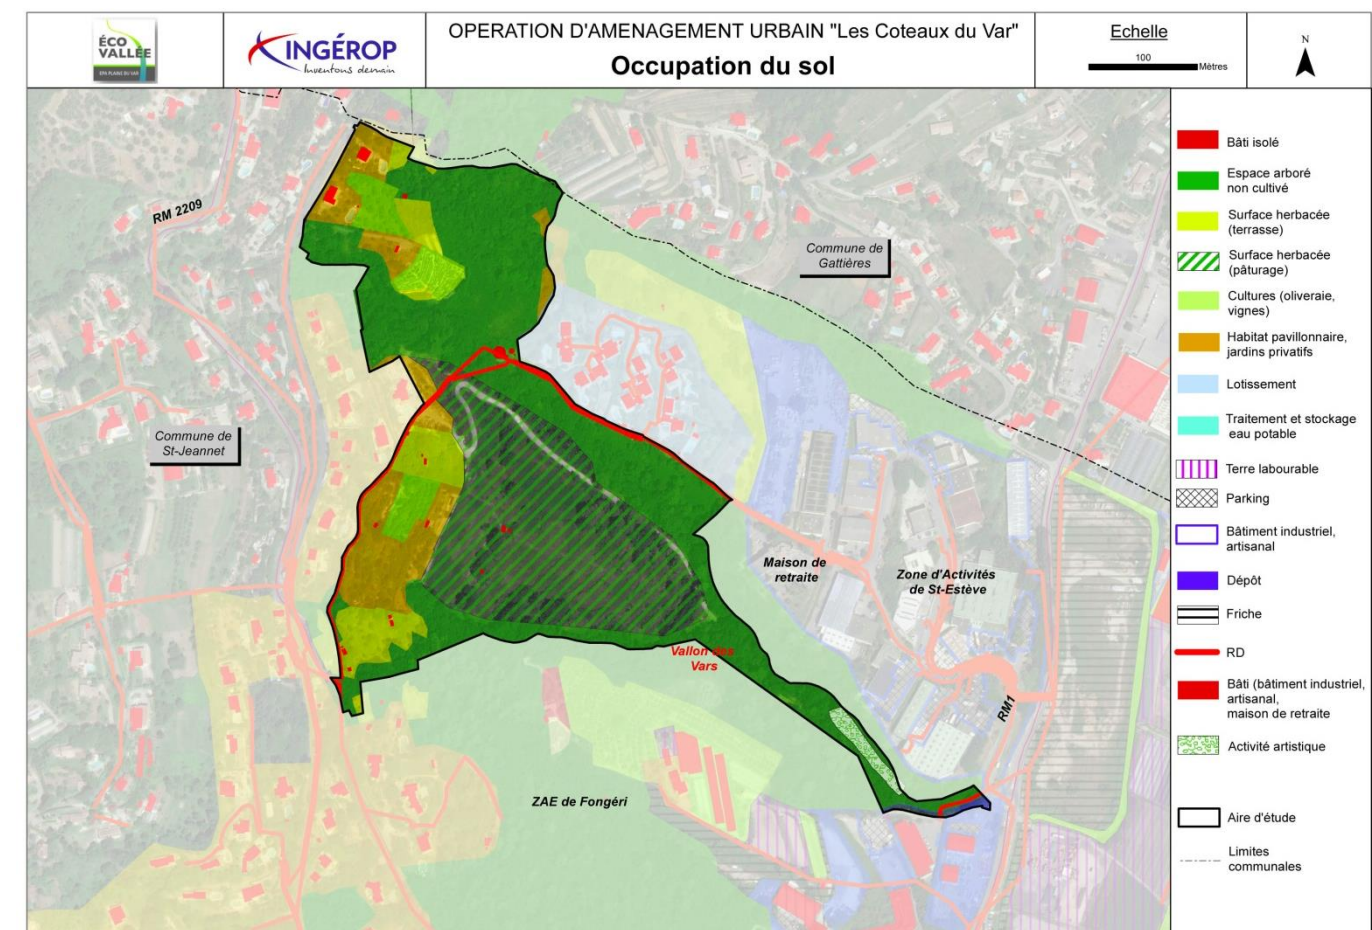 ÉCO
VALLÉE
EPA PLAINE DU VAR
INGÉROP
Inventons demain
OPERATION D'AMENAGEMENT URBAIN "Les Coteaux du Var"
Occupation du sol
Echelle
100
Mètres
N
RM 2209
Commune de
Gattières
Commune de
St-Jeannet
Maison de
retraite
Zone d'Activités
de St-Estève
Vallon des
Vars
RM1
ZAE de Fongéri
Bâti isolé
Espace arboré
non cultivé
Surface herbacée
(terrasse)
Surface herbacée
(pâturage)
Cultures (oliveraie,
vignes)
Habitat pavillonnaire,
jardins privatifs
Lotissement
Traitement et stockage
eau potable
Terre labourable
Parking
Bâtiment industriel,
artisanal
Dépôt
Friche
RD
Bâti (bâtiment industriel,
artisanal,
maison de retraite
Activité artistique
Aire d'étude
Limites
communales